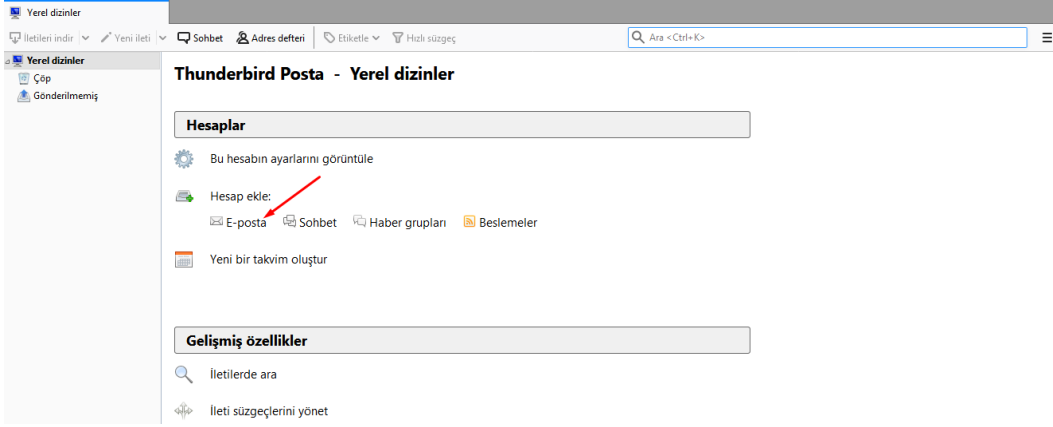 Yerel dizinler
İletileri indir Yeni ileti Sohbet Adres defteri Etiketle Hızlı süzgeç Ara <Ctrl+K>
Yerel dizinler
Çöp
Gönderilmemiş
Thunderbird Posta - Yerel dizinler
Hesaplar
Bu hesabın ayarlarını görüntüle
Hesap ekle:
E-posta Sohbet Haber grupları Beslemeler
Yeni bir takvim oluştur
Gelişmiş özellikler
İletilerde ara
İleti süzgeçlerini yönet